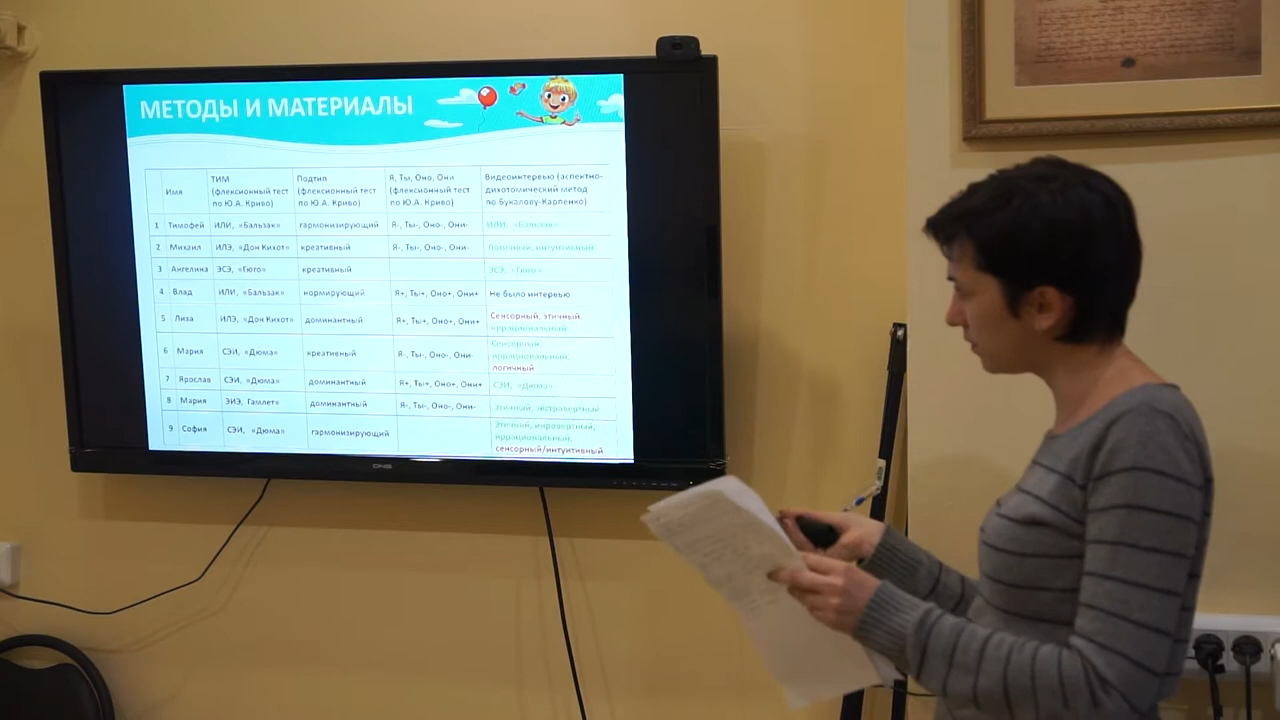 МЕТОДЫ И МАТЕРИАЛЫ
Имя
ТИМ
(флексионный тест
по Ю.А. Криво)
Подтип
(флексионный тест
по Ю.А. Криво)
Я, Ты, Оно, Они
(флексионный тест
по Ю.А. Криво)
Видеоинтервью (аспектно-
дихотомический метод
по Букалову-Карпенко)
1 Тимофей ИЛИ, «Бальзак» гармонизирующий Я-, Ты-, Оно-, Они- ИЛИ, «Бальзак»
2 Михаил ИЛЭ, «Дон Кихот» креативный Я-, Ты-, Оно-, Они- Логичный, интуитивный
3 Ангелина ЭСЭ, «Гюго» креативный ЭСЭ, «Гюго»
4 Влад ИЛИ, «Бальзак» нормирующий Я+, Ты+, Оно+, Они+ Не было интервью
5 Лиза ИЛЭ, «Дон Кихот» доминантный Я+, Ты+, Оно+, Они+ Сенсорный, этичный,
иррациональный
6 Мария СЭИ, «Дюма» креативный Я-, Ты-, Оно-, Они- Сенсорный,
иррациональный,
логичный
7 Ярослав СЭИ, «Дюма» доминантный Я+, Ты+, Оно+, Они+ СЭИ, «Дюма»
8 Мария ЭИЭ, Гамлет» доминантный Я-, Ты-, Оно-, Они- Этичный, экстраверт­ный
9 София СЭИ, «Дюма» гармонизирующий Этичный, инровертный,
иррациональный,
сенсорный/интуитивный
DNS